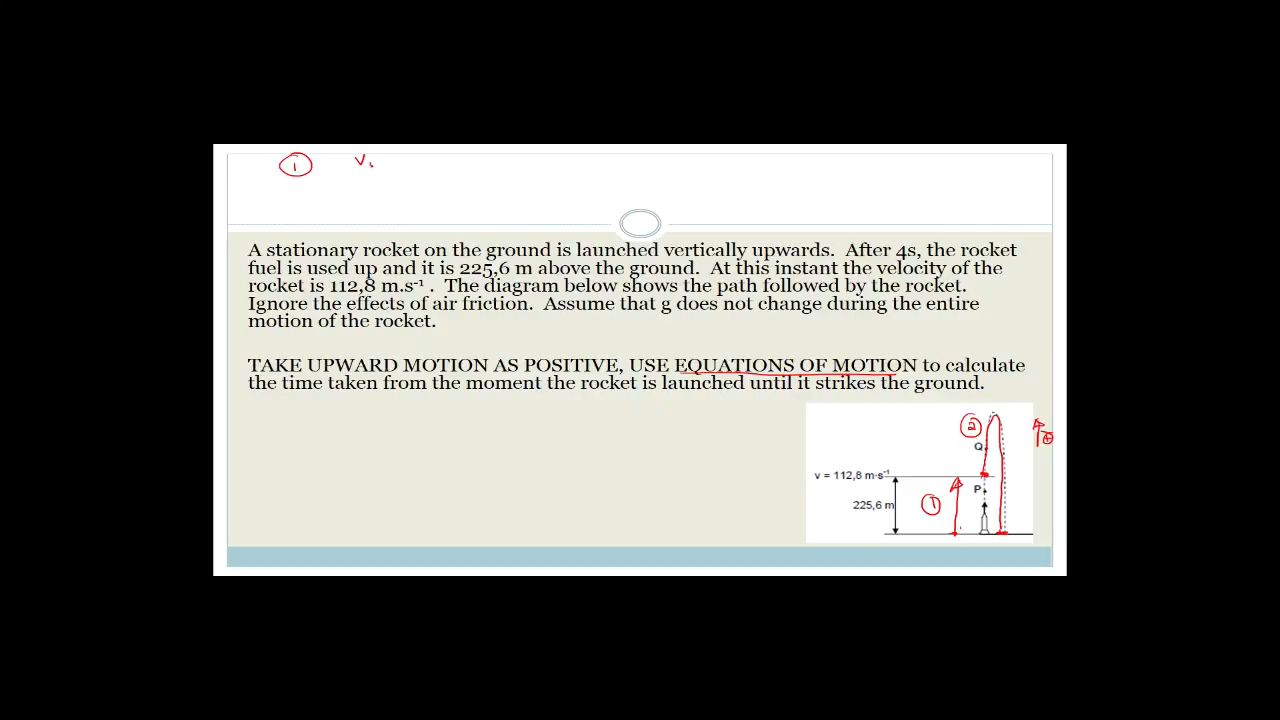 ① v.
A stationary rocket on the ground is launched vertically upwards. After 4s, the rocket
fuel is used up and it is 225,6 m above the ground. At this instant the velocity of the
rocket is 112,8 m.s⁻¹ . The diagram below shows the path followed by the rocket.
Ignore the effects of air friction. Assume that g does not change during the entire
motion of the rocket.
TAKE UPWARD MOTION AS POSITIVE, USE EQUATIONS OF MOTION to calculate
the time taken from the moment the rocket is launched until it strikes the ground.
②
⊕
Q
v = 112,8 m·s⁻¹
P
225,6 m
①